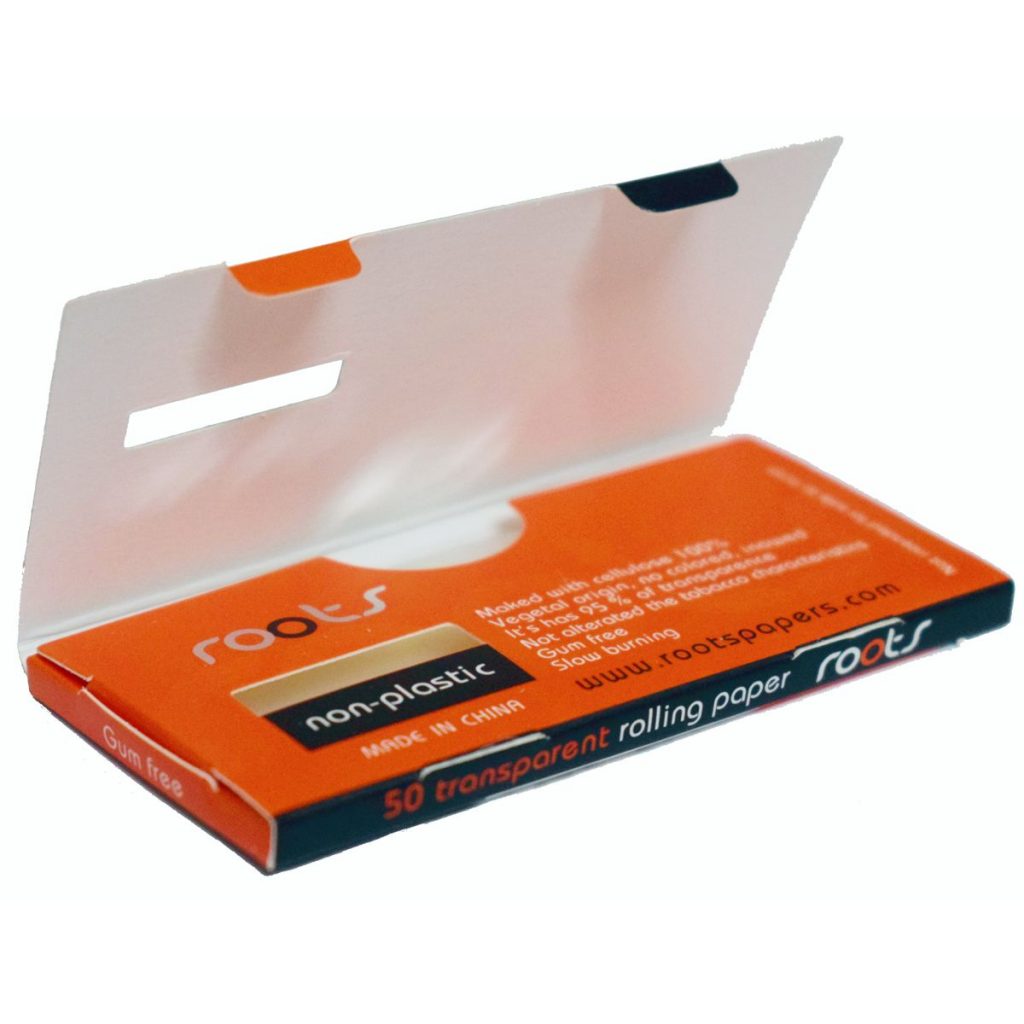 roots
non-plastic
MADE IN CHINA
Maked with cellulose 100%
Vegetal origin, no colored, inouwd
It'S has 95% of transparence
Not alterated the tobacco characteristics
Gum free
Slow burning
www.rootspapers.com
Gum free
50 transparent rolling paper roots